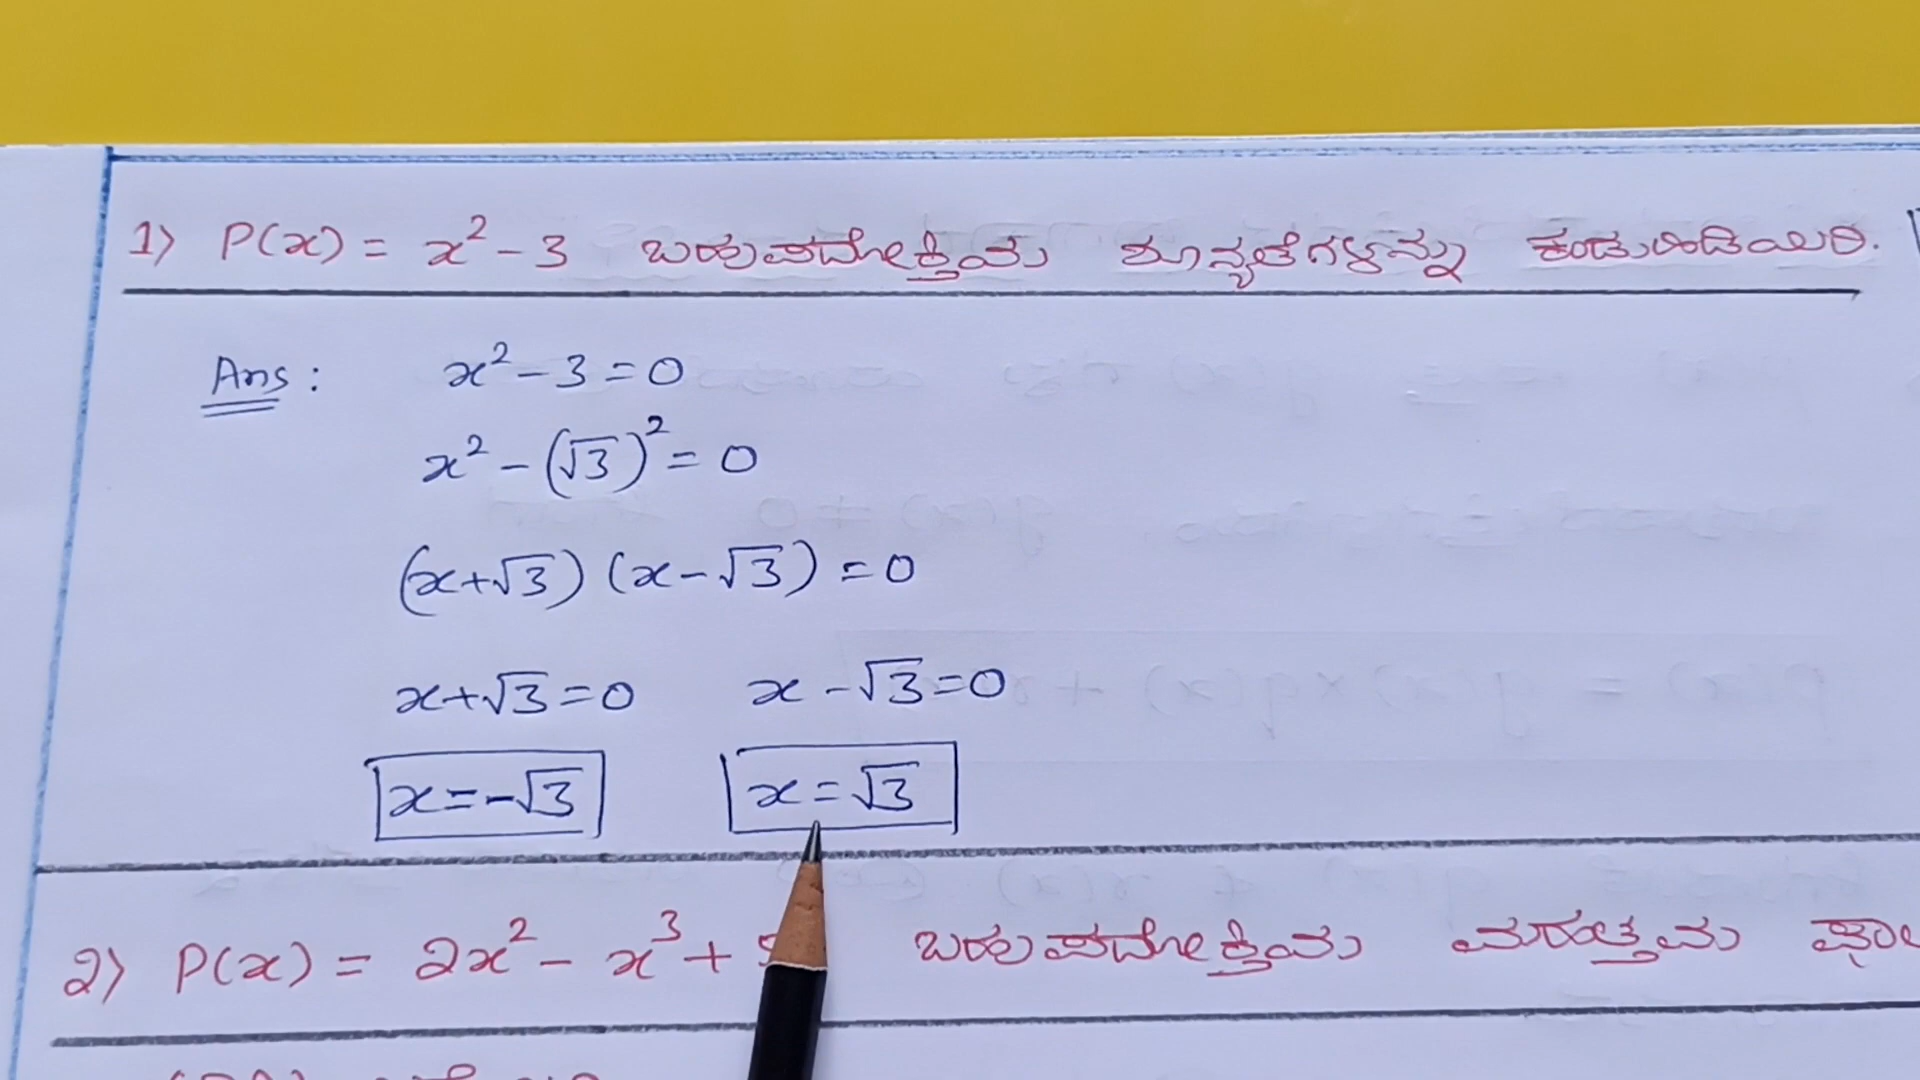 1) P(x) = x² - 3 ಬಹುಪದೋಕ್ತಿಯ ಶೂನ್ಯತೆಗಳನ್ನು ಕಂಡುಹಿಡಿಯಿರಿ.
Ans : x² - 3 = 0
x² - (√3)² = 0
(x+√3) (x-√3) = 0
x+√3=0 x-√3=0
x=-√3 x=√3
2) P(x) = 2x² - x³ + ಬಹುಪದೋಕ್ತಿಯ ಮಹತ್ತಮ